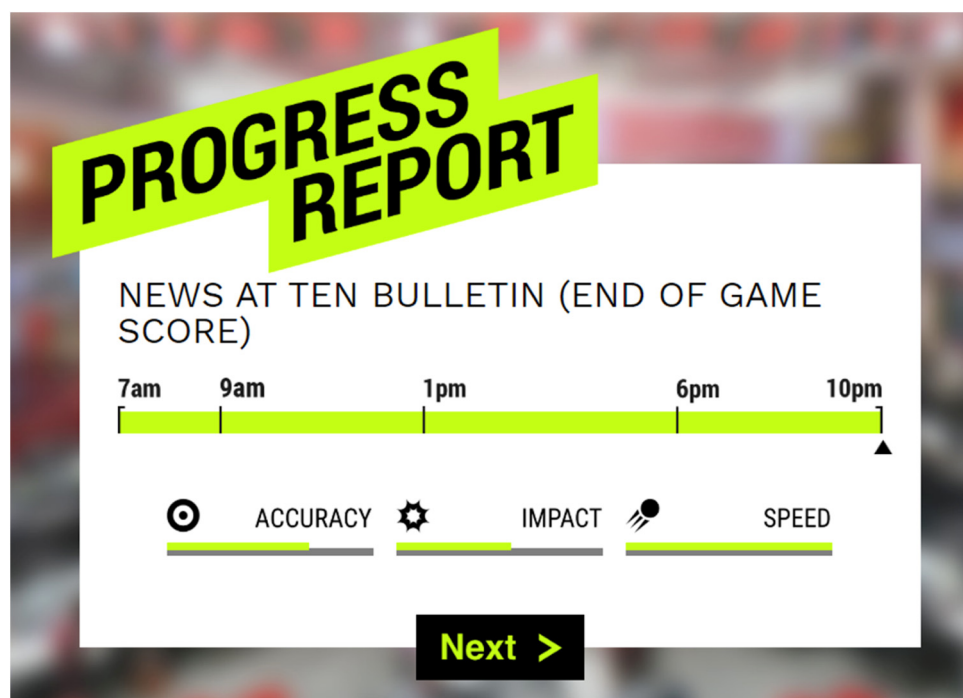 PROGRESS
REPORT
NEWS AT TEN BULLETIN (END OF GAME
SCORE)
7am 9am 1pm 6pm 10pm
ACCURACY IMPACT SPEED
Next >